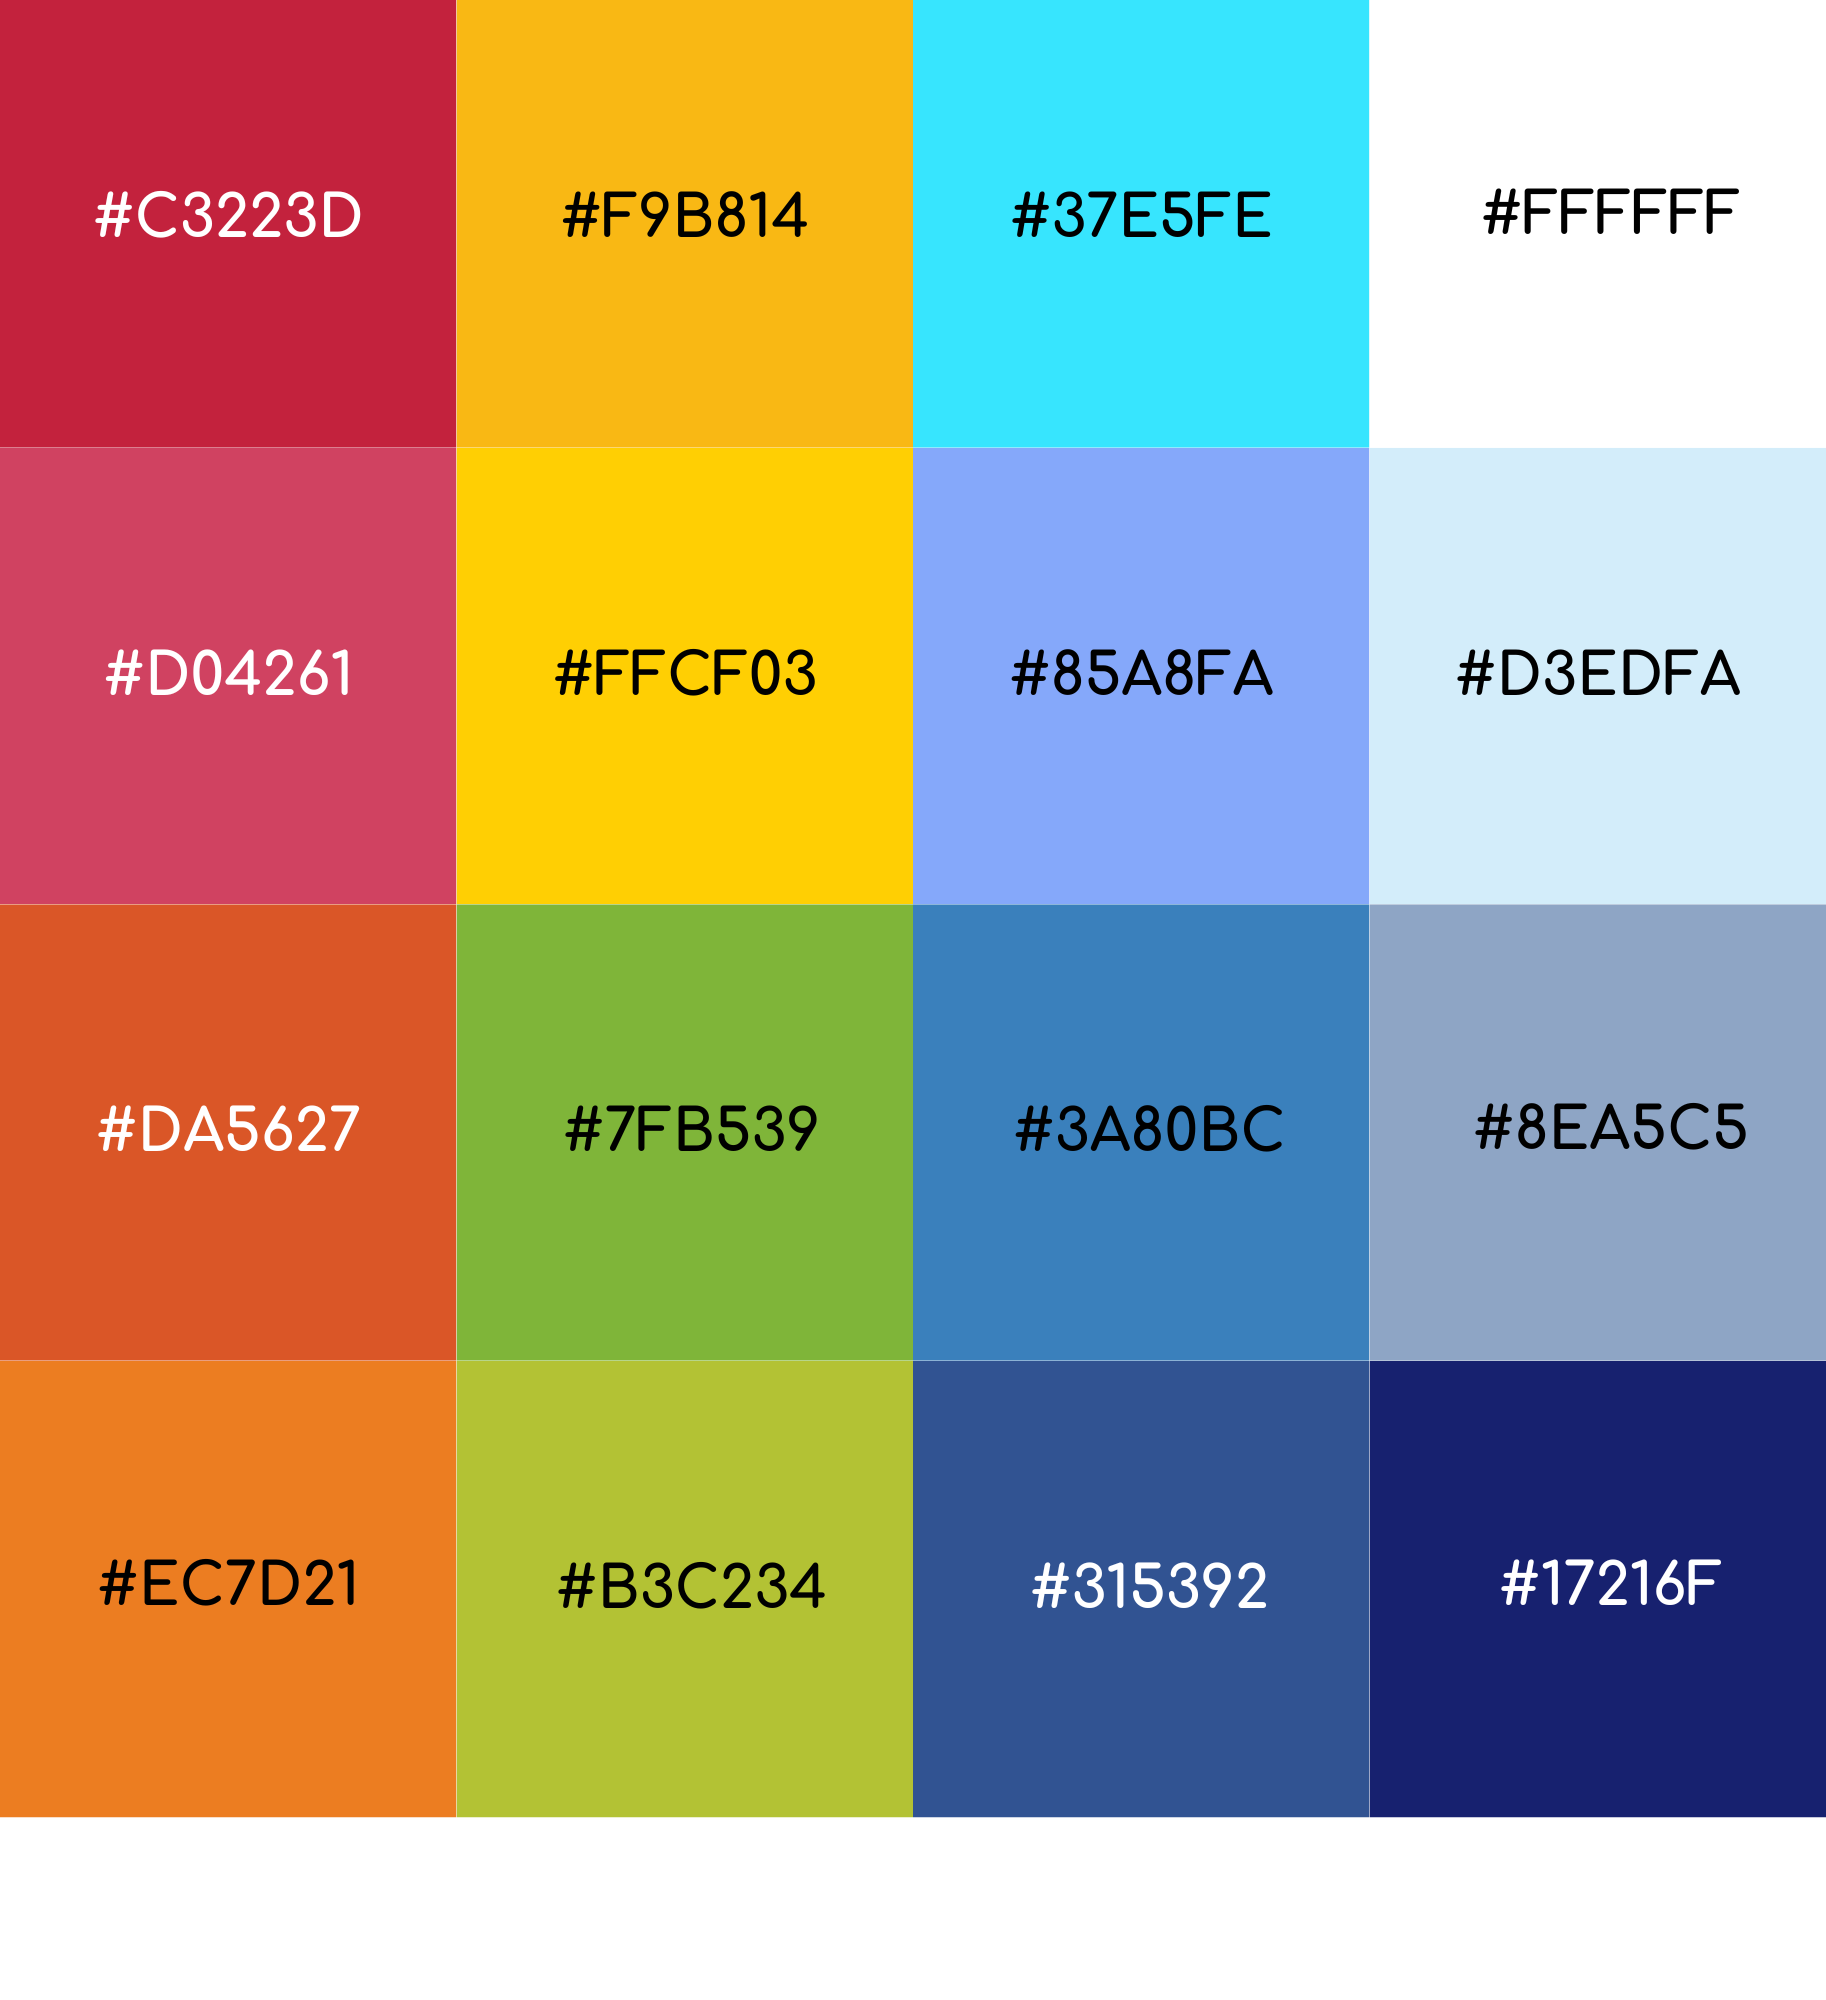 #C3223D
#F9B814
#37E5FE
#FFFFFF
#D04261
#FFCF03
#85A8FA
#D3EDFA
#DA5627
#7FB539
#3A80BC
#8EA5C5
#EC7D21
#B3C234
#315392
#17216F